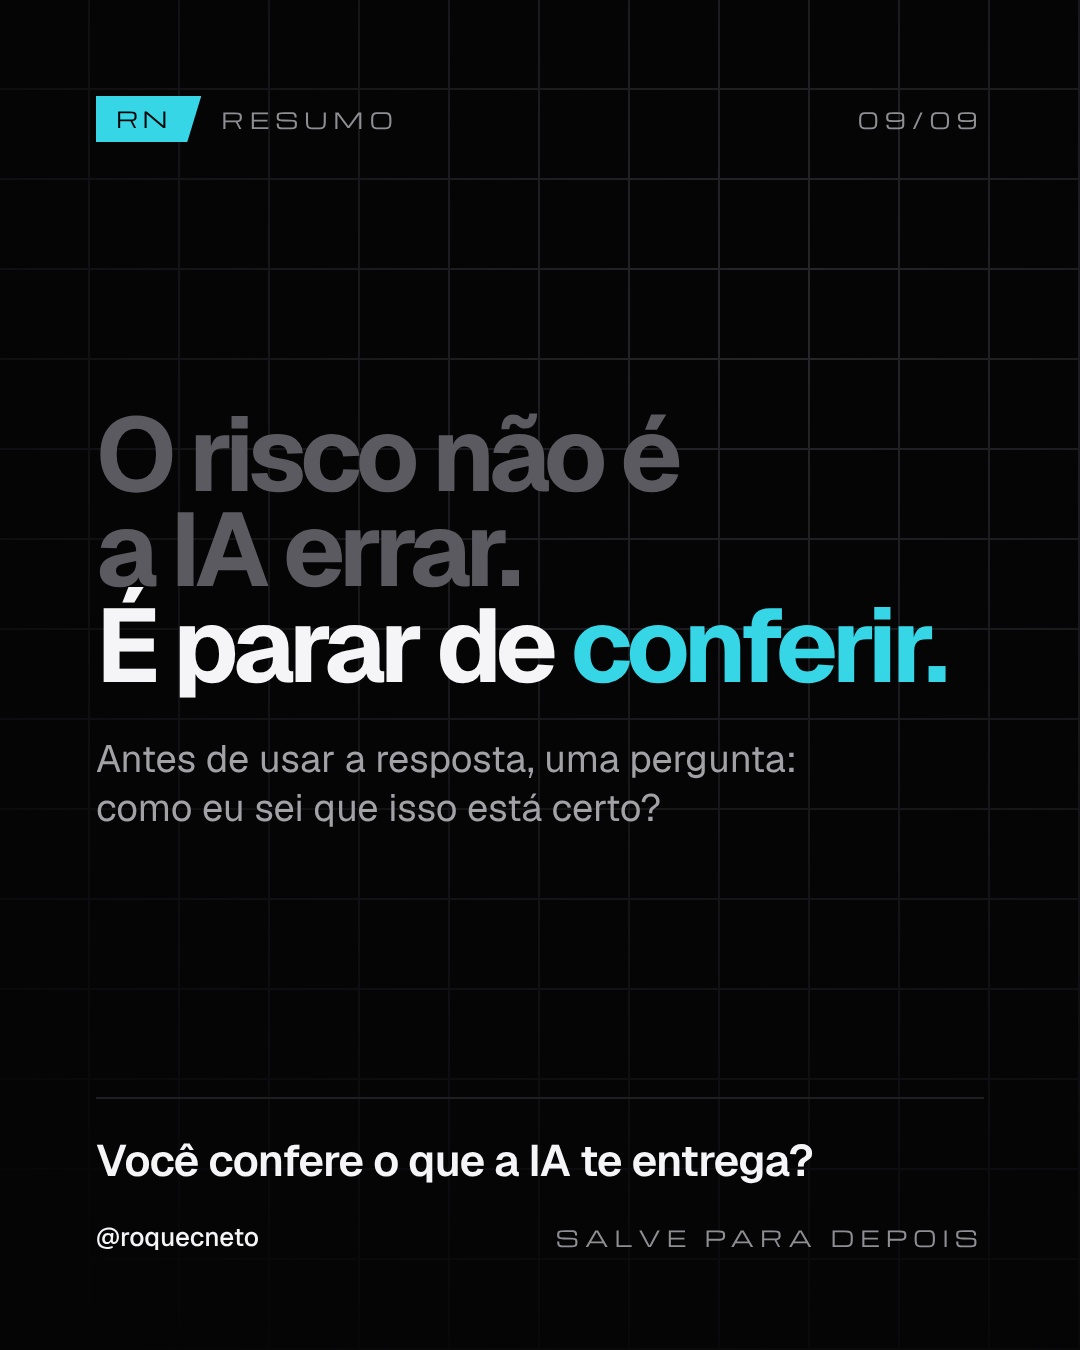 RN RESUMO 09/09
O risco não é
a IA errar.
É parar de conferir.
Antes de usar a resposta, uma pergunta:
como eu sei que isso está certo?
Você confere o que a IA te entrega?
@roquecneto SALVE PARA DEPOIS